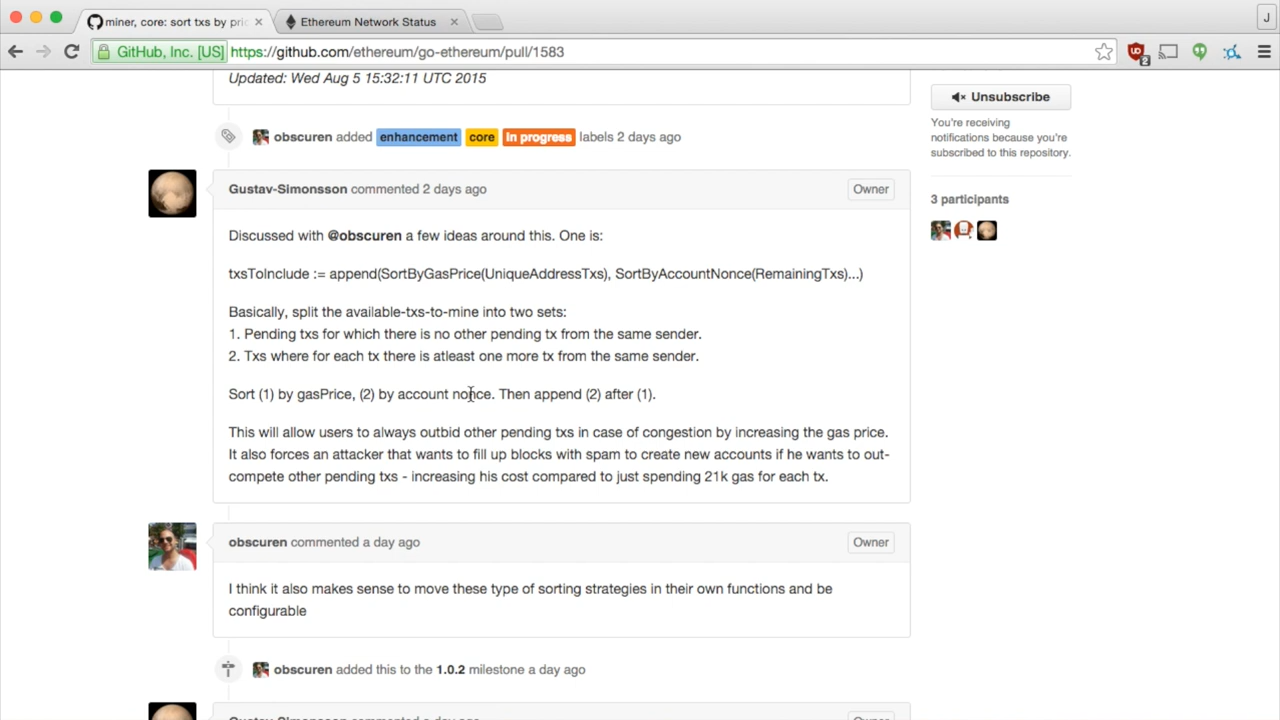 miner, core: sort txs by pric
Ethereum Network Status
J
GitHub, Inc. [US] https://github.com/ethereum/go-ethereum/pull/1583
2
Updated: Wed Aug 5 15:32:11 UTC 2015
Unsubscribe
You're receiving
notifications because you're
subscribed to this repository.
obscuren added enhancement core In progress labels 2 days ago
Gustav-Simonsson commented 2 days ago
Owner
3 participants
Discussed with @obscuren a few ideas around this. One is:
txsToInclude := append(SortByGasPrice(UniqueAddressTxs), SortByAccountNonce(RemainingTxs)...)
Basically, split the available-txs-to-mine into two sets:
1. Pending txs for which there is no other pending tx from the same sender.
2. Txs where for each tx there is atleast one more tx from the same sender.
Sort (1) by gasPrice, (2) by account nonce. Then append (2) after (1).
This will allow users to always outbid other pending txs in case of congestion by increasing the gas price.
It also forces an attacker that wants to fill up blocks with spam to create new accounts if he wants to out-
compete other pending txs - increasing his cost compared to just spending 21k gas for each tx.
obscuren commented a day ago
Owner
I think it also makes sense to move these type of sorting strategies in their own functions and be
configurable
obscuren added this to the 1.0.2 milestone a day ago
Gustav-Simonsson commented a day ago
Owner